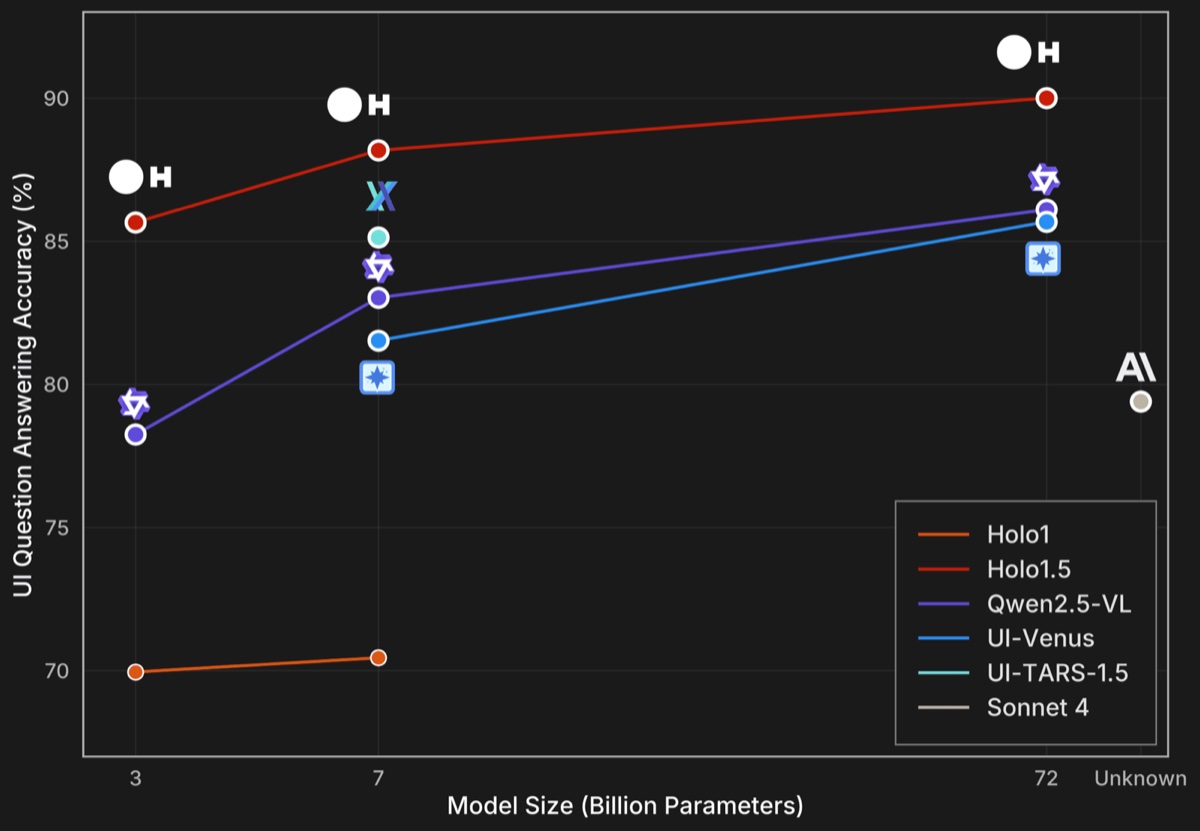 H
H
H
90
85
80
75
70
UI Question Answering Accuracy (%)
Holo1
Holo1.5
Qwen2.5-VL
UI-Venus
UI-TARS-1.5
Sonnet 4
3
7
72
Unknown
Model Size (Billion Parameters)